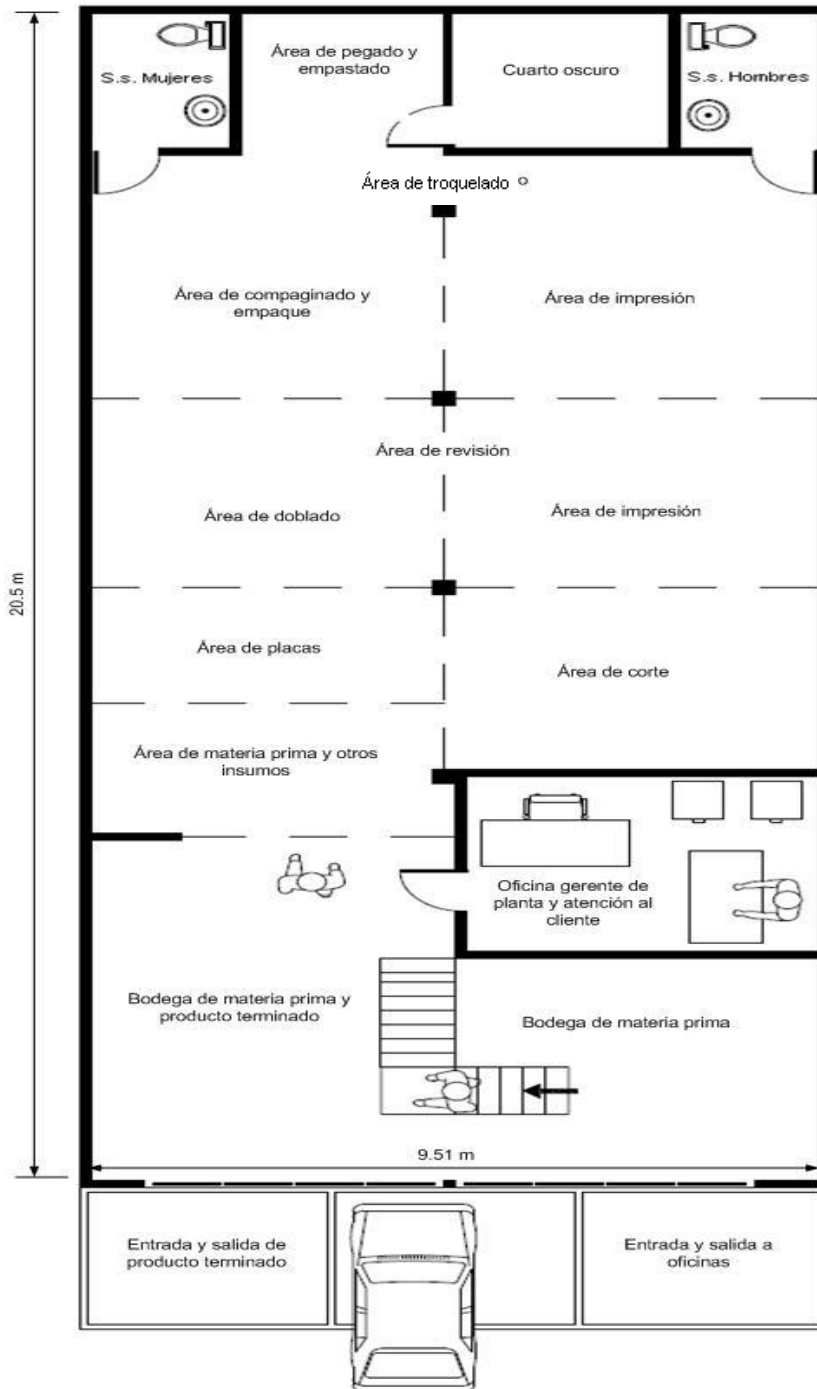 Área de pegado y
empastado
Cuarto oscuro
S.s. Mujeres
S.s. Hombres
Área de troquelado
Área de compaginado y
empaque
Área de impresión
Área de revisión
Área de doblado
Área de impresión
20.5 m
Área de placas
Área de corte
Área de materia prima y otros
insumos
Oficina gerente de
planta y atención al
cliente
Bodega de materia prima y
producto terminado
Bodega de materia prima
9.51 m
Entrada y salida de
producto terminado
Entrada y salida a
oficinas